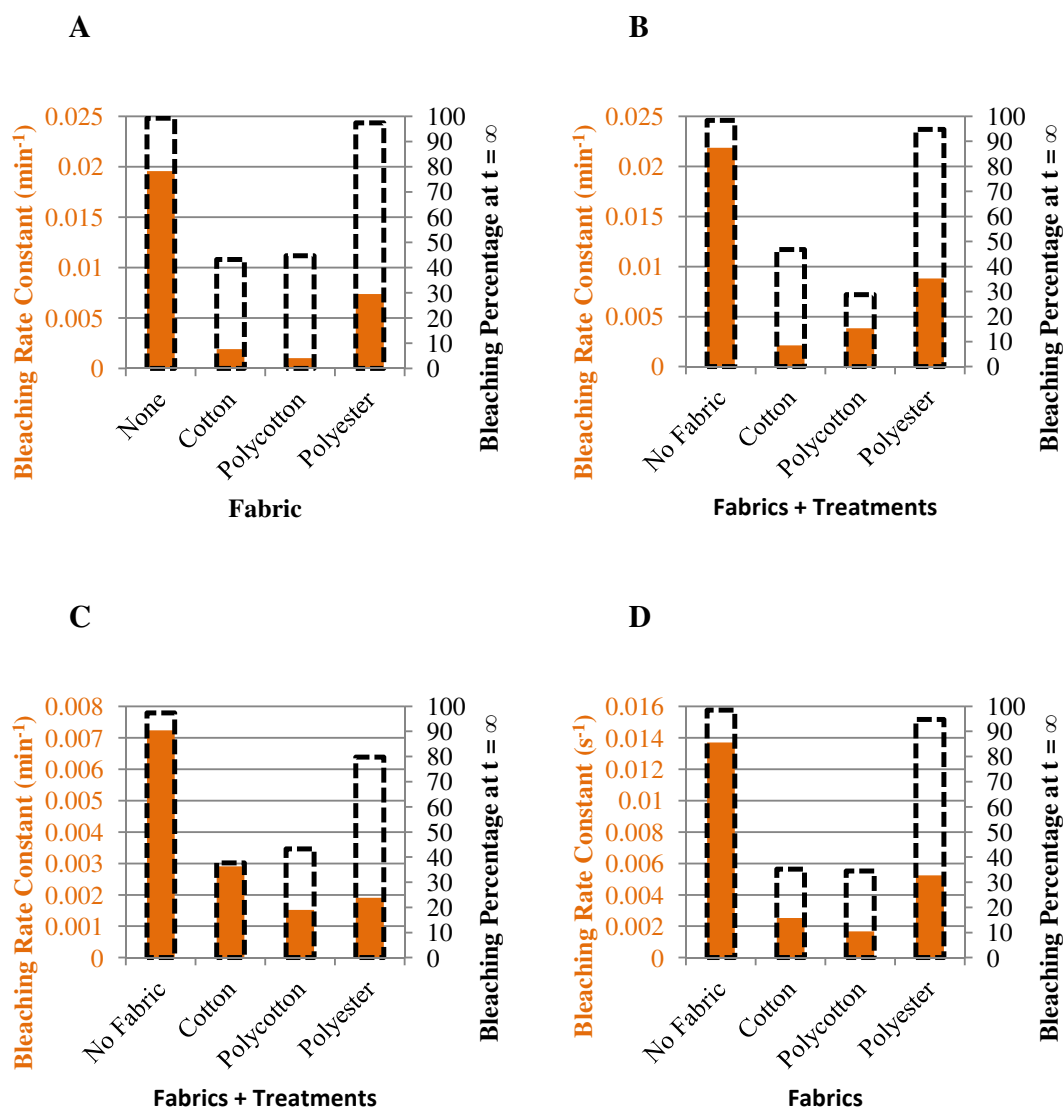 A
Bleaching Rate Constant (min-1)
0.025
0.02
0.015
0.01
0.005
0
100
90
80
70
60
50
40
30
20
10
0
Bleaching Percentage at t = ∞
None
Cotton
Polycotton
Polyester
Fabric
B
Bleaching Rate Constant (min-1)
0.025
0.02
0.015
0.01
0.005
0
100
90
80
70
60
50
40
30
20
10
0
Bleaching Percentage at t = ∞
No Fabric
Cotton
Polycotton
Polyester
Fabrics + Treatments
C
Bleaching Rate Constant (min-1)
0.008
0.007
0.006
0.005
0.004
0.003
0.002
0.001
0
100
90
80
70
60
50
40
30
20
10
0
Bleaching Percentage at t = ∞
No Fabric
Cotton
Polycotton
Polyester
Fabrics + Treatments
D
Bleaching Rate Constant (s-1)
0.016
0.014
0.012
0.01
0.008
0.006
0.004
0.002
0
100
90
80
70
60
50
40
30
20
10
0
Bleaching Percentage at t = ∞
No Fabric
Cotton
Polycotton
Polyester
Fabrics